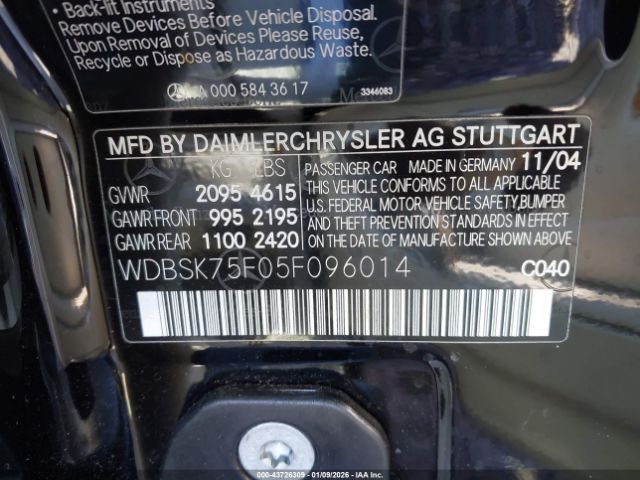 • Back-lit Instruments
Remove Devices Before Vehicle Disposal.
Upon Removal of Devices Please Reuse,
Recycle or Dispose as Hazardous Waste.
A 000 584 36 17
3346083
MFD BY DAIMLERCHRYSLER AG STUTTGART
KG LBS
GVWR 2095 4615
GAWR FRONT 995 2195
GAWR REAR 1100 2420
PASSENGER CAR MADE IN GERMANY 11/04
THIS VEHICLE CONFORMS TO ALL APPLICABLE
U.S. FEDERAL MOTOR VEHICLE SAFETY,BUMPER
AND THEFT PREVENTION STANDARDS IN EFFECT
ON THE DATE OF MANUFACTURE SHOWN ABOVE.
WDBSK75F05F096014 C040
000-43726309 - 01/09/2026 - IAAI.COM